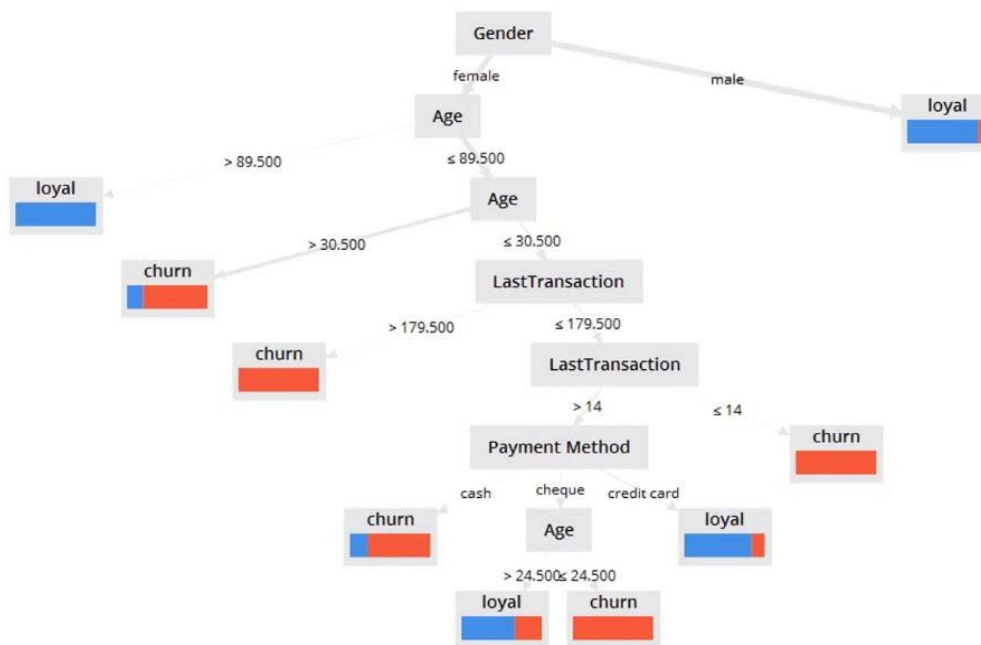 Gender
female
male
Age
loyal
> 89.500
≤ 89.500
loyal
Age
> 30.500
≤ 30.500
churn
LastTransaction
> 179.500
≤ 179.500
churn
LastTransaction
> 14
≤ 14
Payment Method
churn
cash
cheque
credit card
churn
Age
loyal
> 24.500
≤ 24.500
loyal
churn